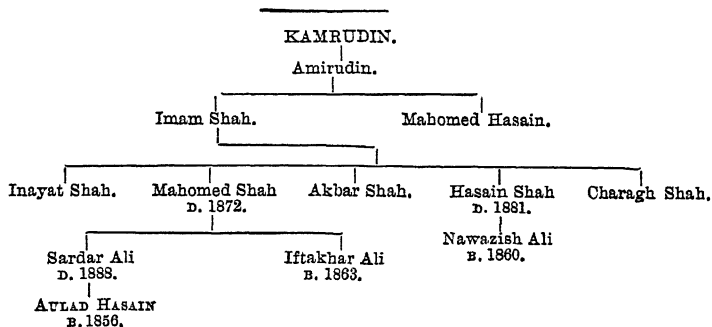 KAMRUDIN.
Amirudin.
Imam Shah. Mahomed Hasain.
Inayat Shah. Mahomed Shah Akbar Shah. Hasain Shah Charagh Shah.
D. 1872. D. 1881.
Nawazish Ali
B. 1860.
Sardar Ali Iftakhar Ali
D. 1888. B. 1863.
AULAD HASAIN
B. 1856.